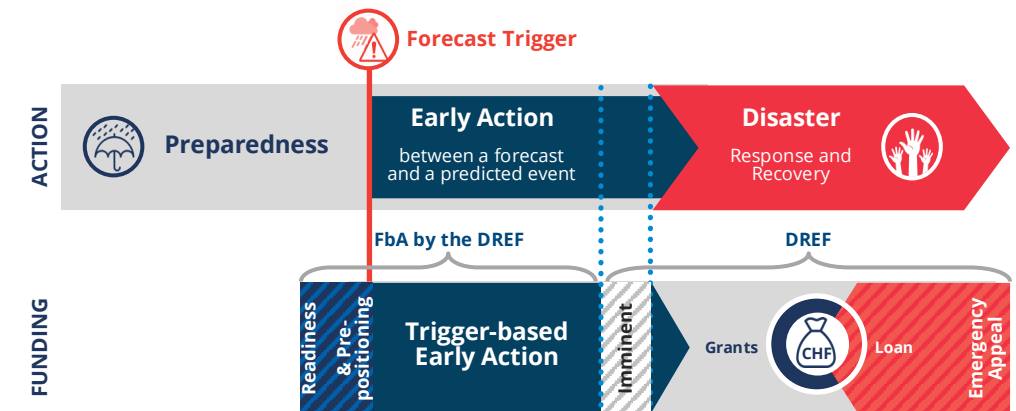 Forecast Trigger
ACTION
Preparedness
Early Action
between a forecast
and a predicted event
Disaster
Response and
Recovery
FbA by the DREF
DREF
FUNDING
Readiness
& Pre-
positioning
Trigger-based
Early Action
Imminent
Grants
CHF
Loan
Emergency
Appeal